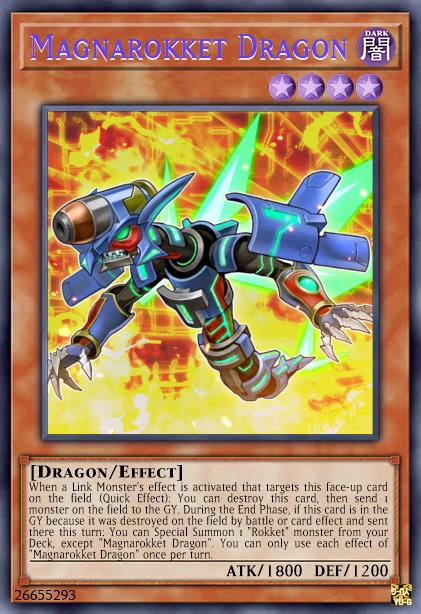 MAGNAROKKET DRAGON
DARK
闇
[DRAGON/EFFECT]
When a Link Monster's effect is activated that targets this face-up card
on the field (Quick Effect): You can destroy this card, then send 1
monster on the field to the GY. During the End Phase, if this card is in the
GY because it was destroyed on the field by battle or card effect and sent
there this turn: You can Special Summon 1 "Rokket" monster from your
Deck, except "Magnarokket Dragon". You can only use each effect of
"Magnarokket Dragon" once per turn.
ATK/1800 DEF/1200
26655293